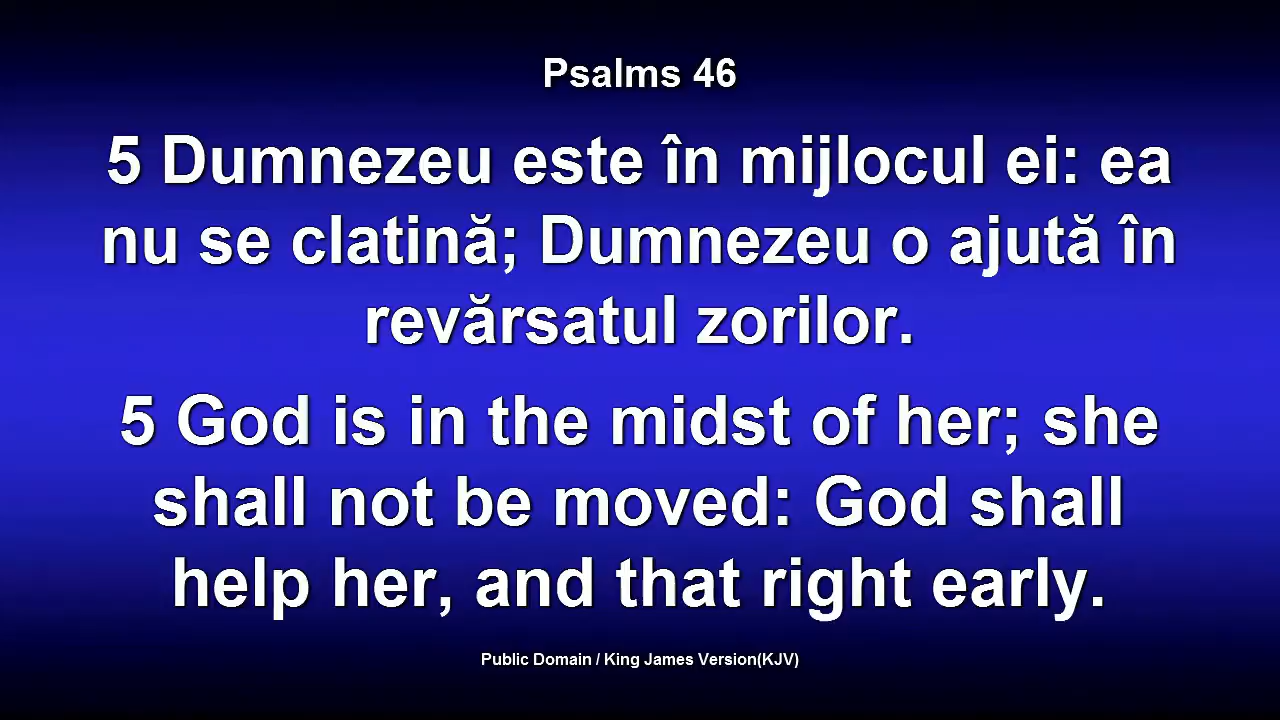 Psalms 46
5 Dumnezeu este în mijlocul ei: ea
nu se clatină; Dumnezeu o ajută în
revărsatul zorilor.
5 God is in the midst of her; she
shall not be moved: God shall
help her, and that right early.
Public Domain / King James Version(KJV)